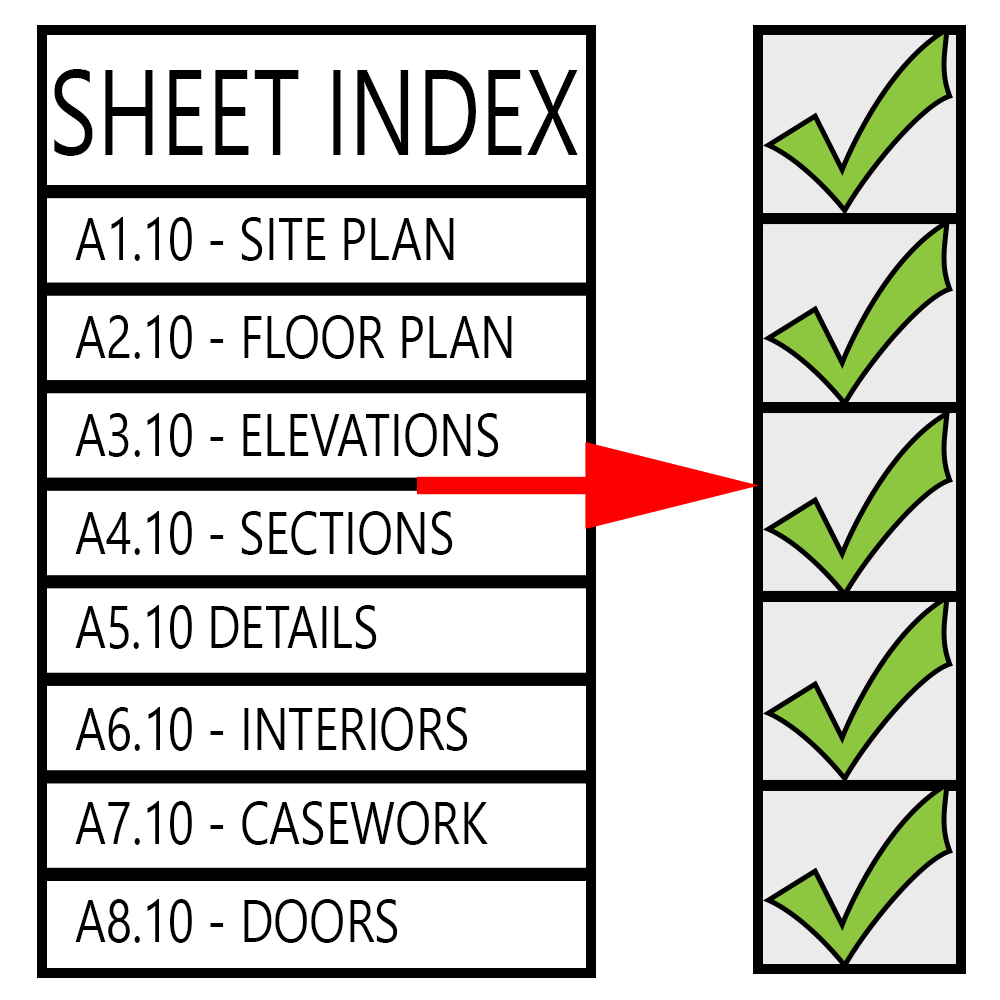 SHEET INDEX
A1.10 - SITE PLAN
A2.10 - FLOOR PLAN
A3.10 - ELEVATIONS
A4.10 - SECTIONS
A5.10 DETAILS
A6.10 - INTERIORS
A7.10 - CASEWORK
A8.10 - DOORS